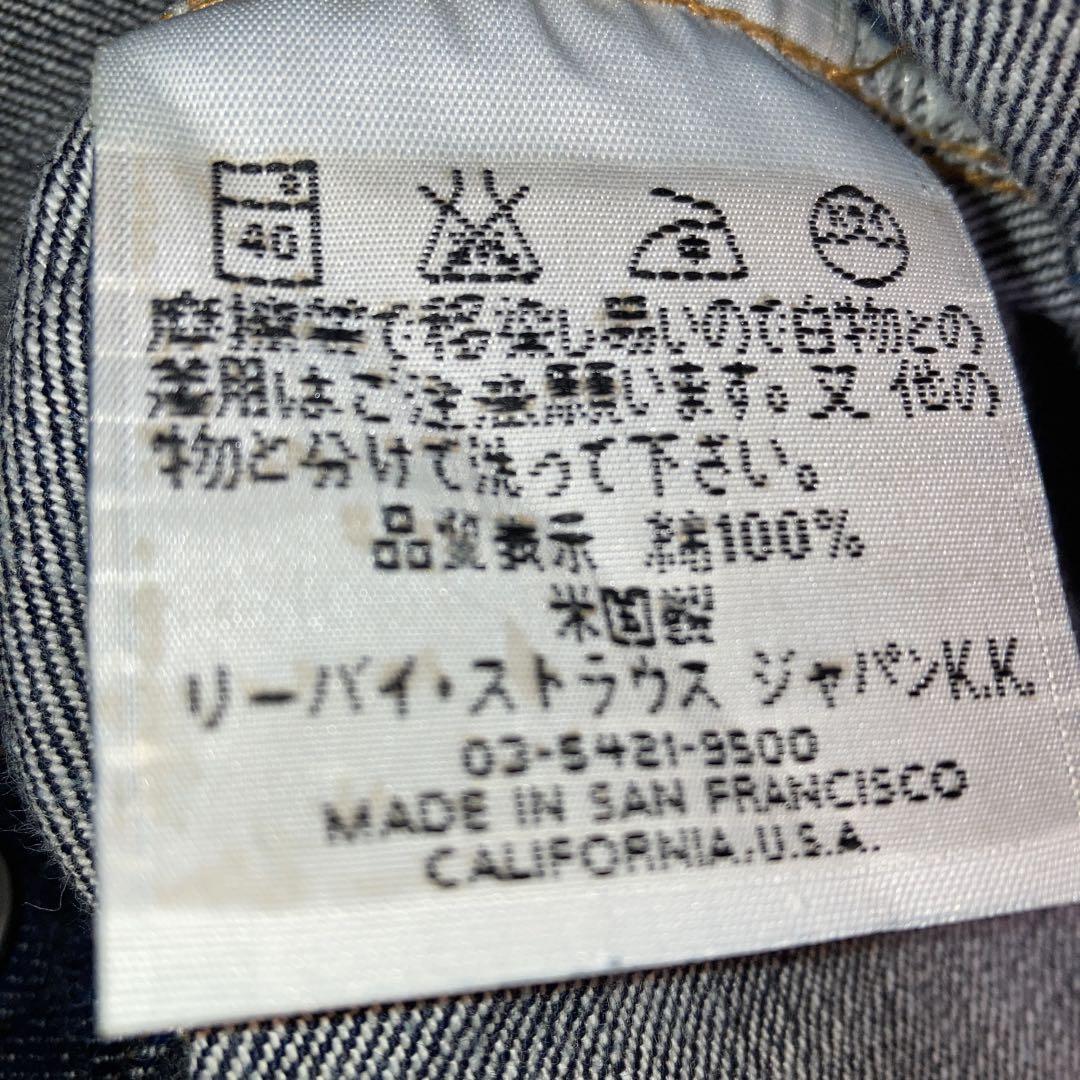 40
摩擦等で移染し易いので白物との
着用はご注意願います。又 他の
物と分けて洗って下さい。
品質表示 綿100%
米国製
リーバイ・ストラウス ジャパンK.K.
03-5421-9500
MADE IN SAN FRANCISCO
CALIFORNIA.U.S.A.